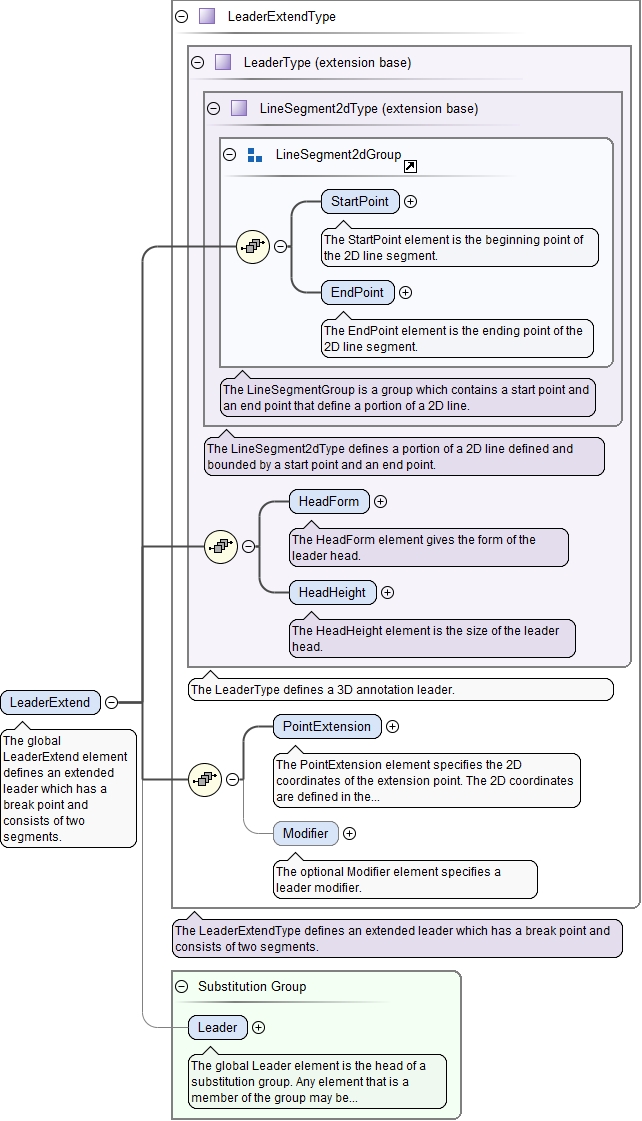 LeaderExtendType
LeaderType (extension base)
LineSegment2dType (extension base)
LineSegment2dGroup
StartPoint
The StartPoint element is the beginning point of
the 2D line segment.
EndPoint
The EndPoint element is the ending point of the
2D line segment.
The LineSegmentGroup is a group which contains a start point and
an end point that define a portion of a 2D line.
The LineSegment2dType defines a portion of a 2D line defined and
bounded by a start point and an end point.
HeadForm
The HeadForm element gives the form of the
leader head.
HeadHeight
The HeadHeight element is the size of the leader
head.
The LeaderType defines a 3D annotation leader.
LeaderExtend
The global
LeaderExtend element
defines an extended
leader which has a
break point and
consists of two
segments.
PointExtension
The PointExtension element specifies the 2D
coordinates of the extension point. The 2D coordinates
are defined in the...
Modifier
The optional Modifier element specifies a
leader modifier.
The LeaderExtendType defines an extended leader which has a break point and
consists of two segments.
Substitution Group
Leader
The global Leader element is the head of a
substitution group. Any element that is a
member of the group may be...